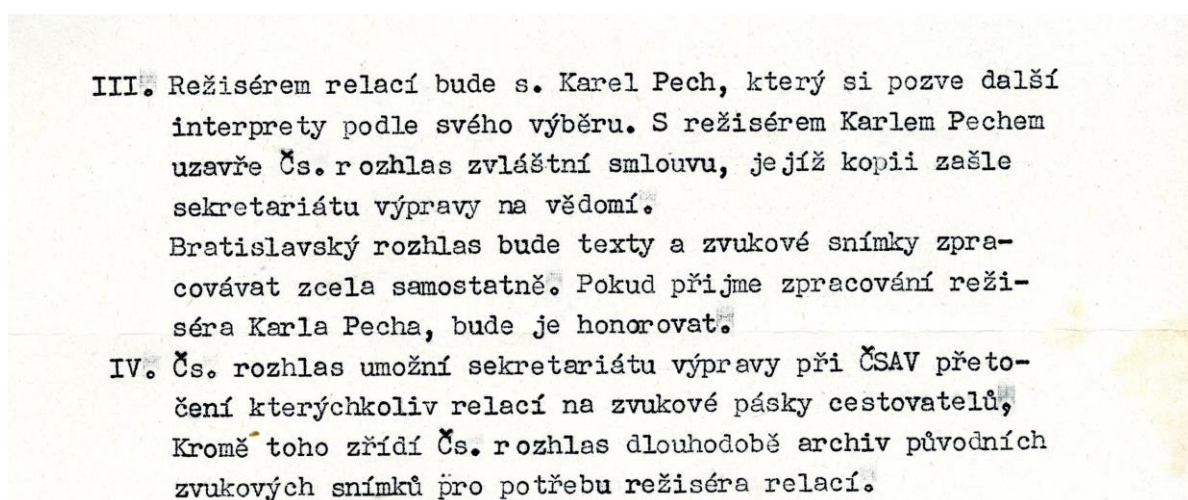 III. Režisérem relací bude s. Karel Pech, který si pozve další
interprety podle svého výběru. S režisérem Karlem Pechem
uzavře Čs. r ozhlas zvláštní smlouvu, jejíž kopii zašle
sekretariátu výpravy na vědomí.
Bratislavský rozhlas bude texty a zvukové snímky zpra-
covávat zcela samostatně. Pokud přijme zpracování reži-
séra Karla Pecha, bude je honorovat.
IV. Čs. rozhlas umožní sekretariátu výpravy při ČSAV přeto-
čení kterýchkoliv relací na zvukové pásky cestovatelů,
Kromě toho zřídí Čs. r ozhlas dlouhodobě archiv původních
zvukových snímků pro potřebu režiséra relací.